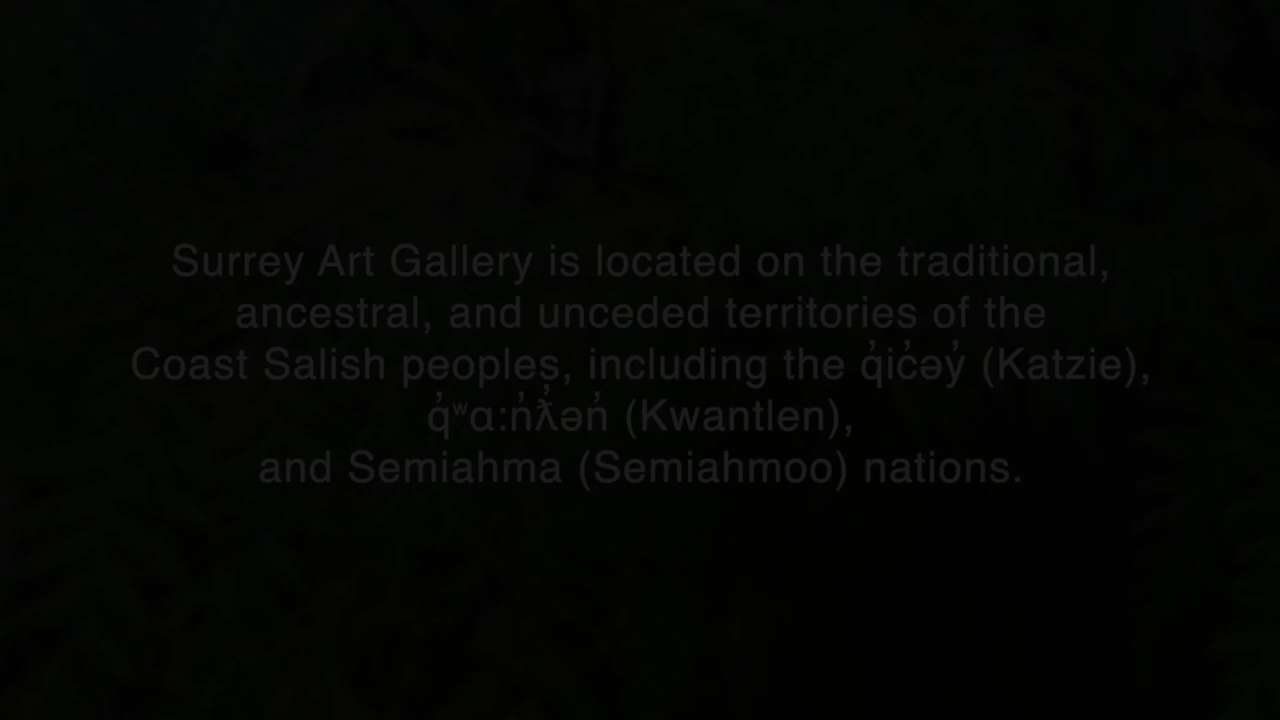 Surrey Art Gallery is located on the traditional,
ancestral, and unceded territories of the
Coast Salish peoples, including the q̓ic̓əy̓ (Katzie),
q̓ʷɑ:n̓ƛ̓ən̓ (Kwantlen),
and Semiahma (Semiahmoo) nations.